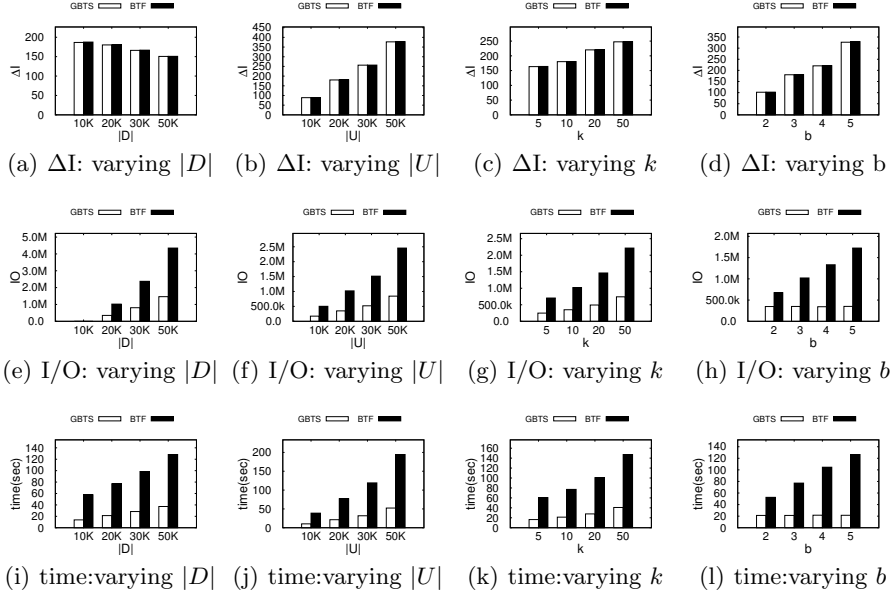 GBTS BTF GBTS BTF GBTS BTF GBTS BTF
ΔI 200 150 100 50 0 10K 20K 30K 50K |D|
ΔI 450 400 350 300 250 200 150 100 50 0 10K 20K 30K 50K |U|
ΔI 250 200 150 100 50 0 5 10 20 50 k
ΔI 350 300 250 200 150 100 50 0 2 3 4 5 b
(a) ΔI: varying |D| (b) ΔI: varying |U| (c) ΔI: varying k (d) ΔI: varying b
GBTS BTF GBTS BTF GBTS BTF GBTS BTF
IO 5.0M 4.0M 3.0M 2.0M 1.0M 0.0 10K 20K 30K 50K |D|
IO 2.5M 2.0M 1.5M 1.0M 500.0k 0.0 10K 20K 30K 50K |U|
IO 2.5M 2.0M 1.5M 1.0M 500.0k 0.0 5 10 20 50 k
IO 2.0M 1.5M 1.0M 500.0k 0.0 2 3 4 5 b
(e) I/O: varying |D| (f) I/O: varying |U| (g) I/O: varying k (h) I/O: varying b
GBTS BTF GBTS BTF GBTS BTF GBTS BTF
time(sec) 140 120 100 80 60 40 20 0 10K 20K 30K 50K |D|
time(sec) 200 150 100 50 0 10K 20K 30K 50K |U|
time(sec) 160 140 120 100 80 60 40 20 0 5 10 20 50 k
time(sec) 140 120 100 80 60 40 20 0 2 3 4 5 b
(i) time:varying |D| (j) time:varying |U| (k) time:varying k (l) time:varying b